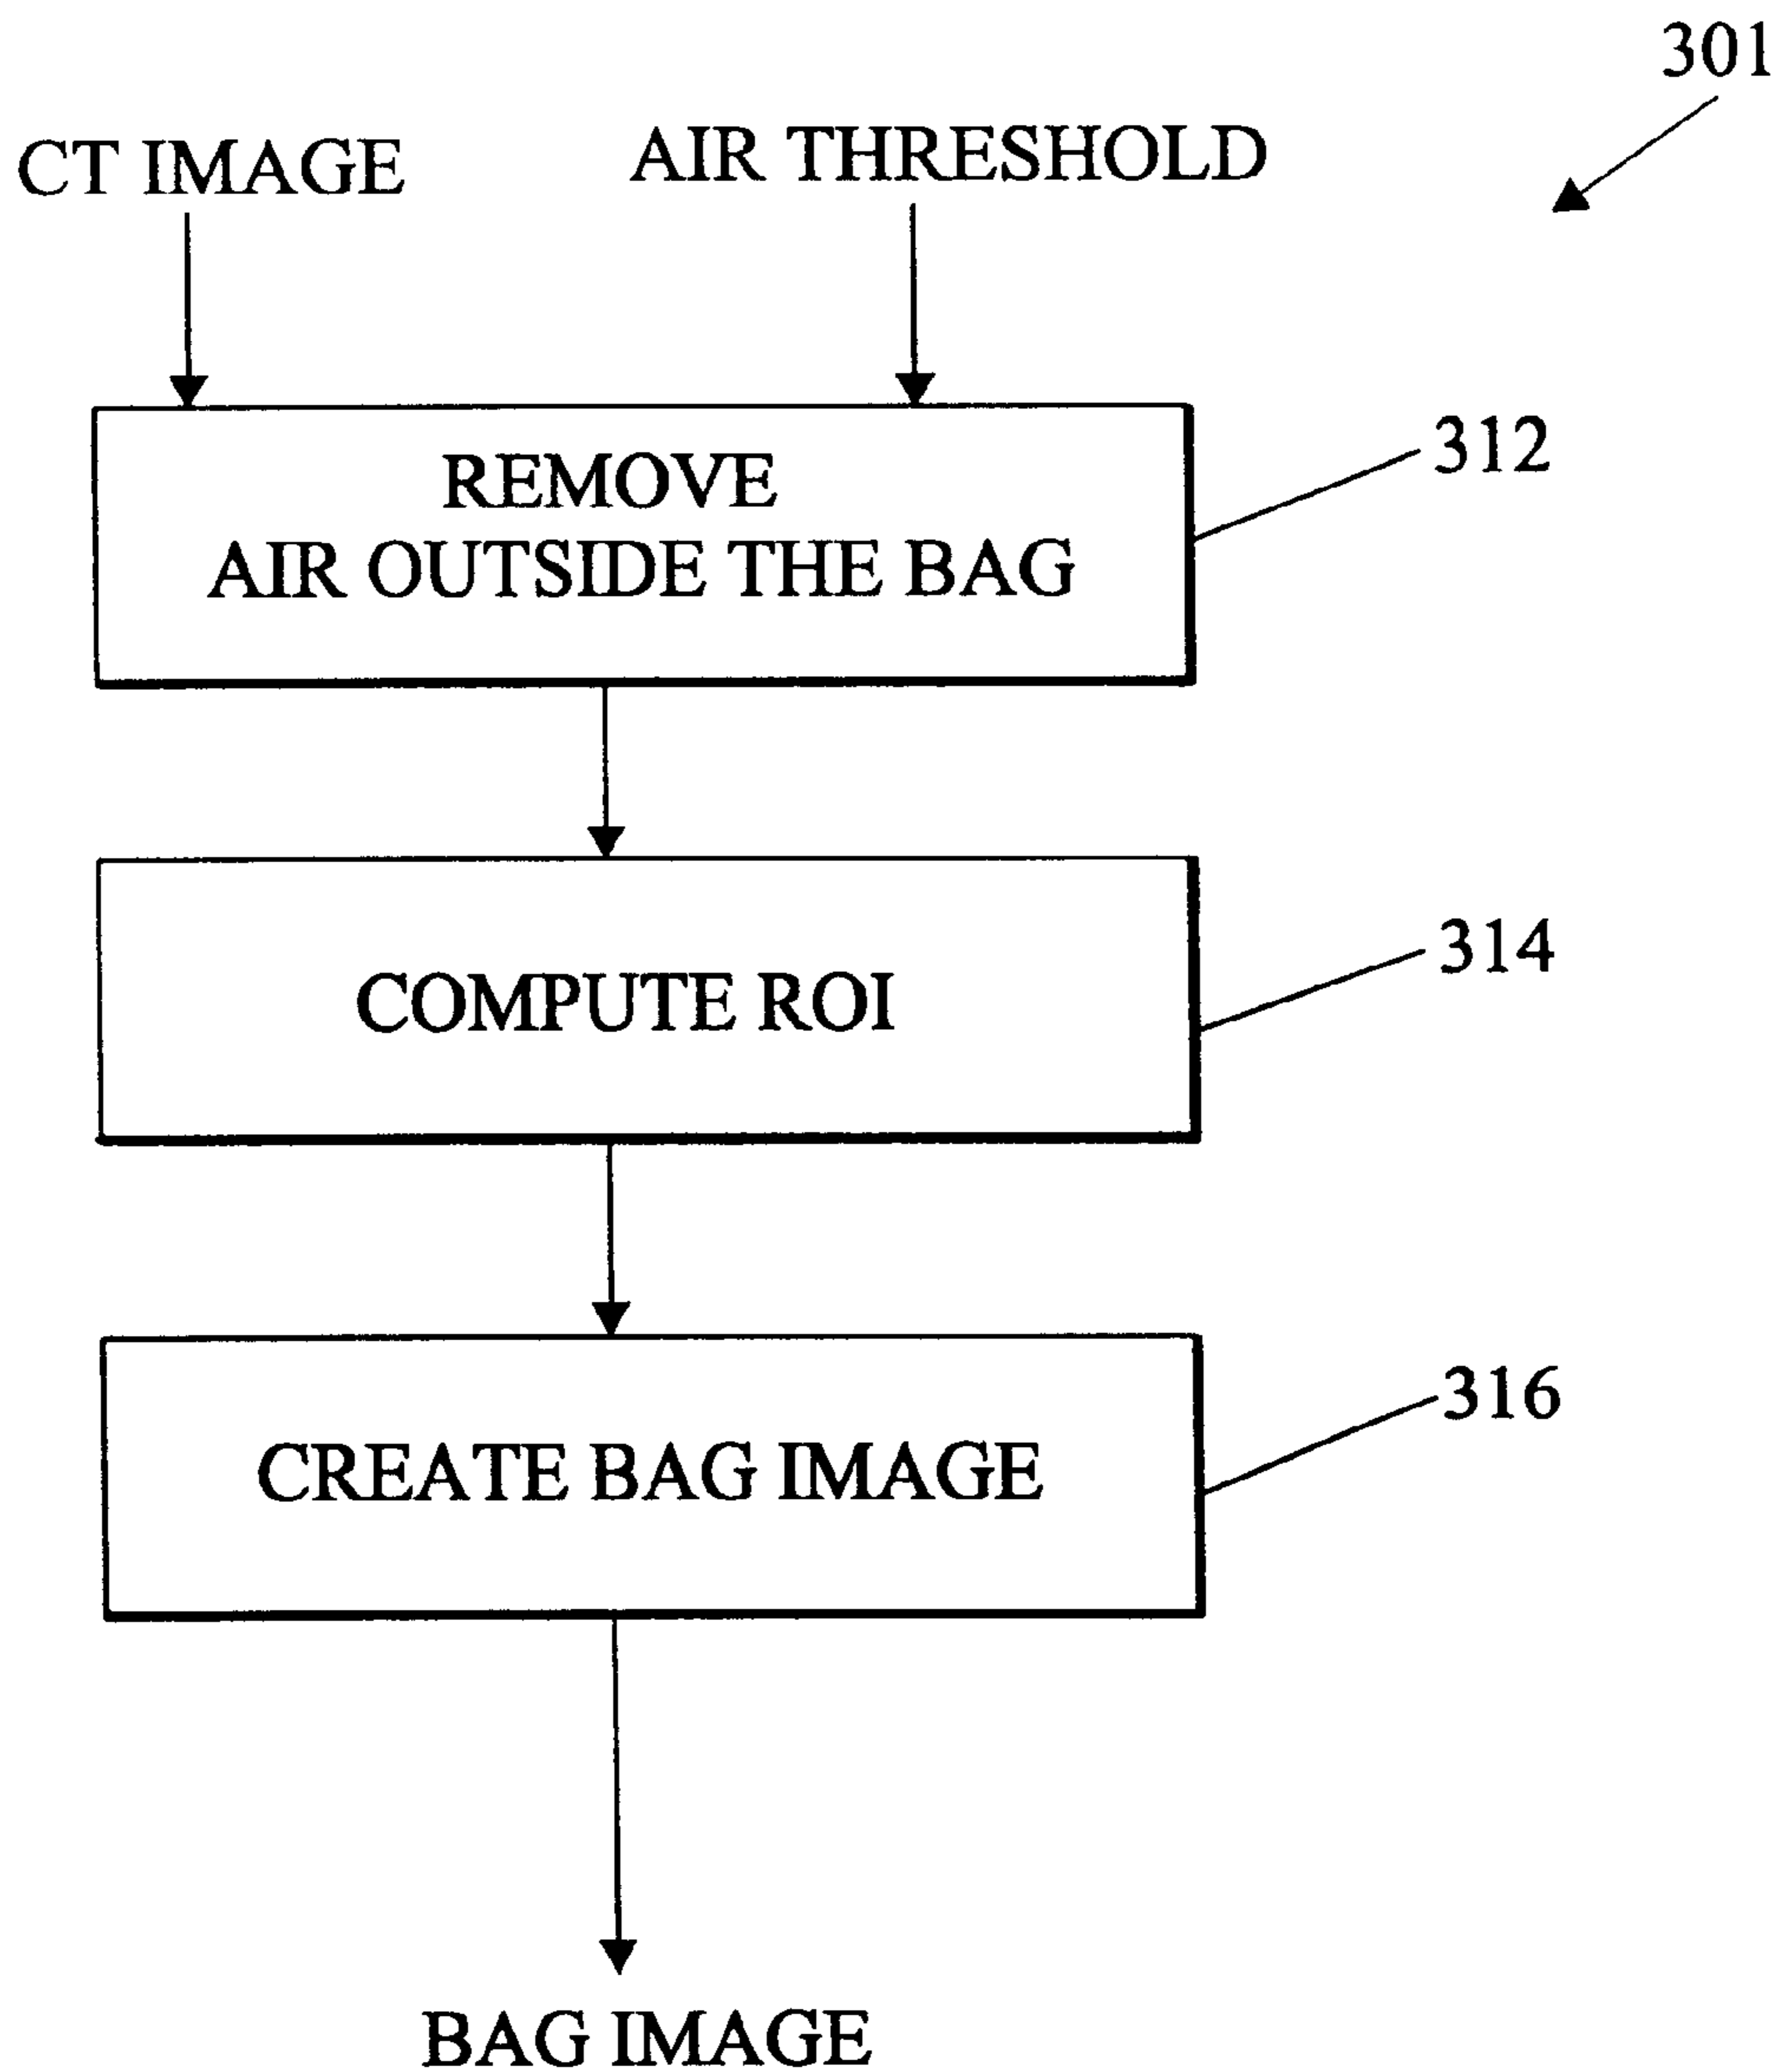 301
CT IMAGE
AIR THRESHOLD
REMOVE
AIR OUTSIDE THE BAG
312
COMPUTE ROI
314
CREATE BAG IMAGE
316
BAG IMAGE